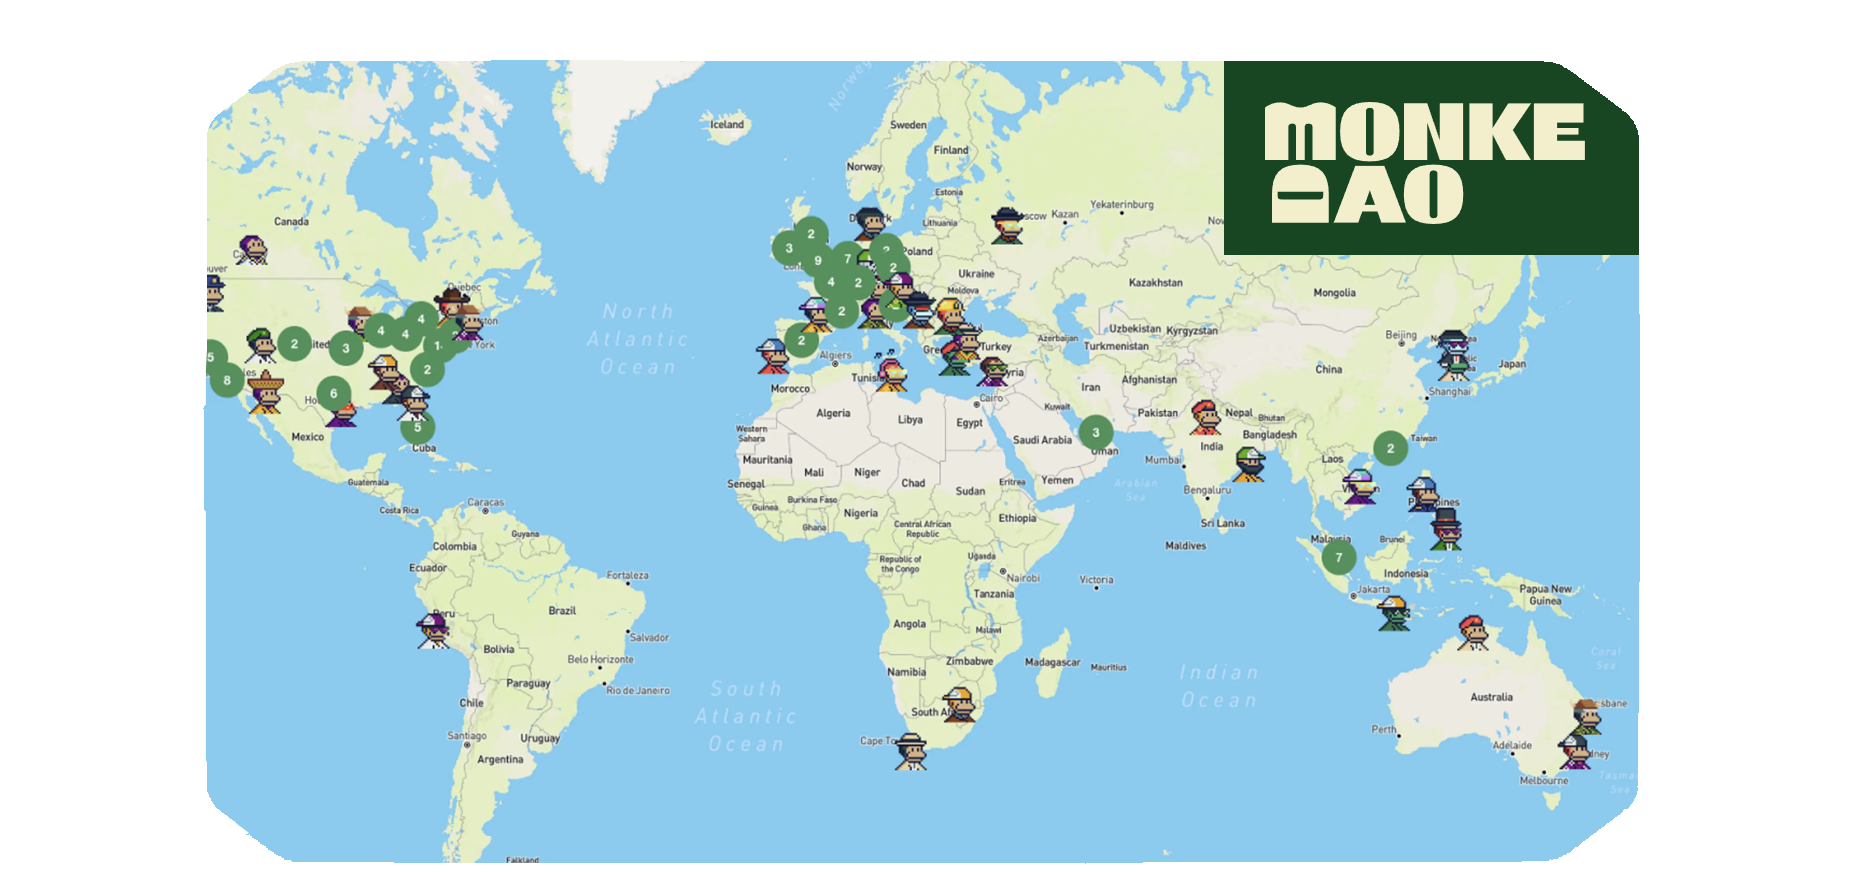 MONKE
DAO
Norwe
Iceland
Sweden
Finland
Norway
Estonia
Lithuania
Yekaterinburg
Kazan
scow
Canada
Poland
Ukraine
Moldova
Kazakhstan
Mongolia
Quebec
North
Atlantic
Ocean
York
Algiers
Turkey
Azerbaijan
Uzbekistan
Kyrgyzstan
Turkmenistan
Beijing
Japan
China
Shanghai
Morocco
Syria
Iran
Afghanistan
Cairo
Kuwait
Pakistan
Nepal
Bhutan
Algeria
Libya
Egypt
Saudi Arabia
Oman
India
Bangladesh
Taiwan
Mexico
Cuba
Western
Sahara
Mauritania
Mali
Niger
Chad
Sudan
Eritrea
Yemen
Mumbai
Laos
Guatemala
Senegal
Burkina Faso
Arabian
Sea
Bengaluru
Costa Rica
Caracas
Guinea
Ghana
Nigeria
Central African
Republic
Ethiopia
Sri Lanka
Guyana
Colombia
Maldives
Malaysia
Brunei
Ecuador
Republic of
the Congo
Uganda
Nairobi
Indonesia
Jakarta
Fortaleza
Victoria
Papua New
Guinea
Tanzania
Peru
Brazil
Angola
Malawi
Salvador
Bolivia
Belo Horizonte
Zimbabwe
Madagascar
Mauritius
Coral
Sea
Namibia
Indian
Ocean
Paraguay
Rio de Janeiro
South
Atlantic
Ocean
Chile
Australia
Perth
Santiago
Uruguay
Adelaide
Argentina
Melbourne
Falkland
2
3
9
7
2
4
2
2
2
4
4
4
3
2
5
8
6
2
5
3
2
7